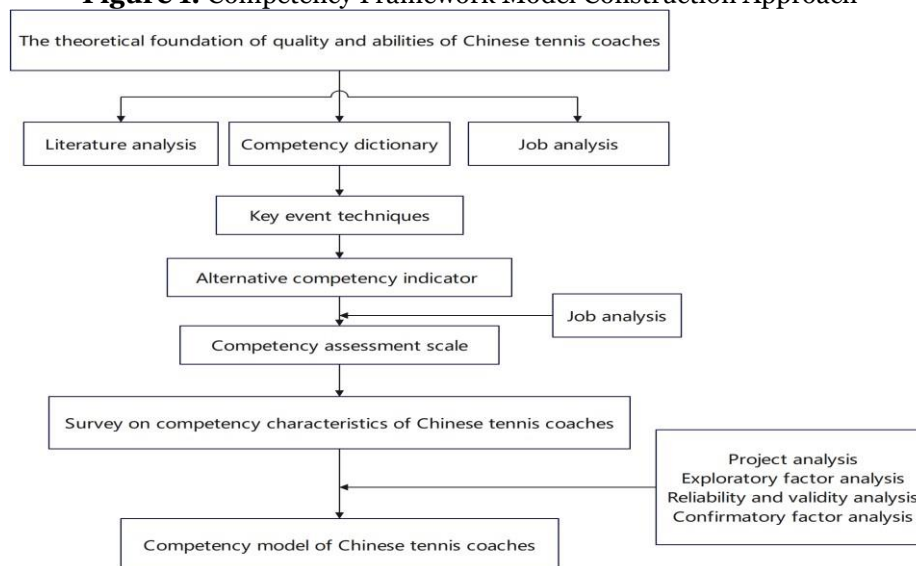 Figure 1. Competency Framework Model Construction Approach
The theoretical foundation of quality and abilities of Chinese tennis coaches
Literature analysis
Competency dictionary
Job analysis
Key event techniques
Alternative competency indicator
Job analysis
Competency assessment scale
Survey on competency characteristics of Chinese tennis coaches
Project analysis
Exploratory factor analysis
Reliability and validity analysis
Confirmatory factor analysis
Competency model of Chinese tennis coaches